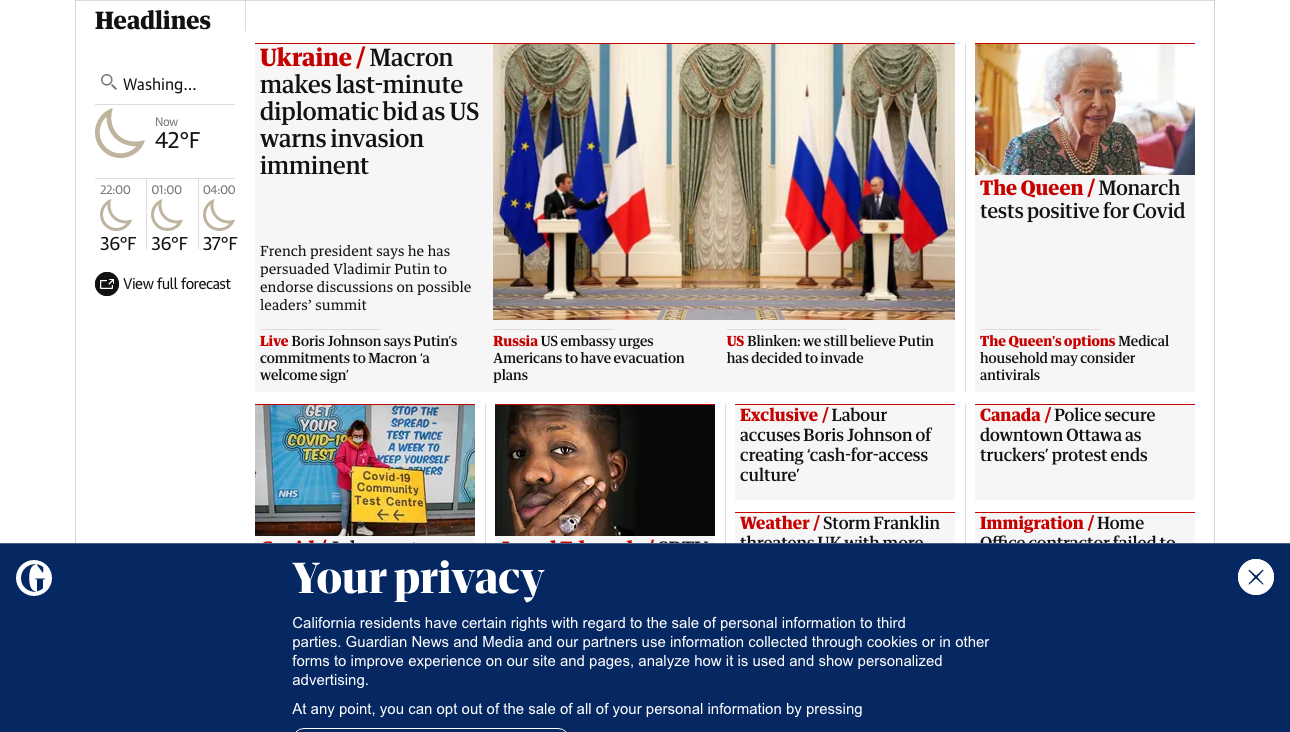 Headlines
Washing...
Now
42°F
22:00
36°F
01:00
36°F
04:00
37°F
View full forecast
Ukraine / Macron
makes last-minute
diplomatic bid as US
warns invasion
imminent
French president says he has
persuaded Vladimir Putin to
endorse discussions on possible
leaders’ summit
Live Boris Johnson says Putin’s
commitments to Macron ‘a
welcome sign’
Russia US embassy urges
Americans to have evacuation
plans
US Blinken: we still believe Putin
has decided to invade
The Queen / Monarch
tests positive for Covid
The Queen's options Medical
household may consider
antivirals
GET
YOUR
COVID-19
TEST
STOP THE
SPREAD -
TEST TWICE
A WEEK TO
KEEP YOURSELF
OTHERS
NHS
Covid-19
Community
Test Centre
Exclusive / Labour
accuses Boris Johnson of
creating ‘cash-for-access
culture’
Canada / Police secure
downtown Ottawa as
truckers’ protest ends
Weather / Storm Franklin
threatens UK with more
Immigration / Home
Office contractor failed to
Your privacy
California residents have certain rights with regard to the sale of personal information to third
parties. Guardian News and Media and our partners use information collected through cookies or in other
forms to improve experience on our site and pages, analyze how it is used and show personalized
advertising.
At any point, you can opt out of the sale of all of your personal information by pressing